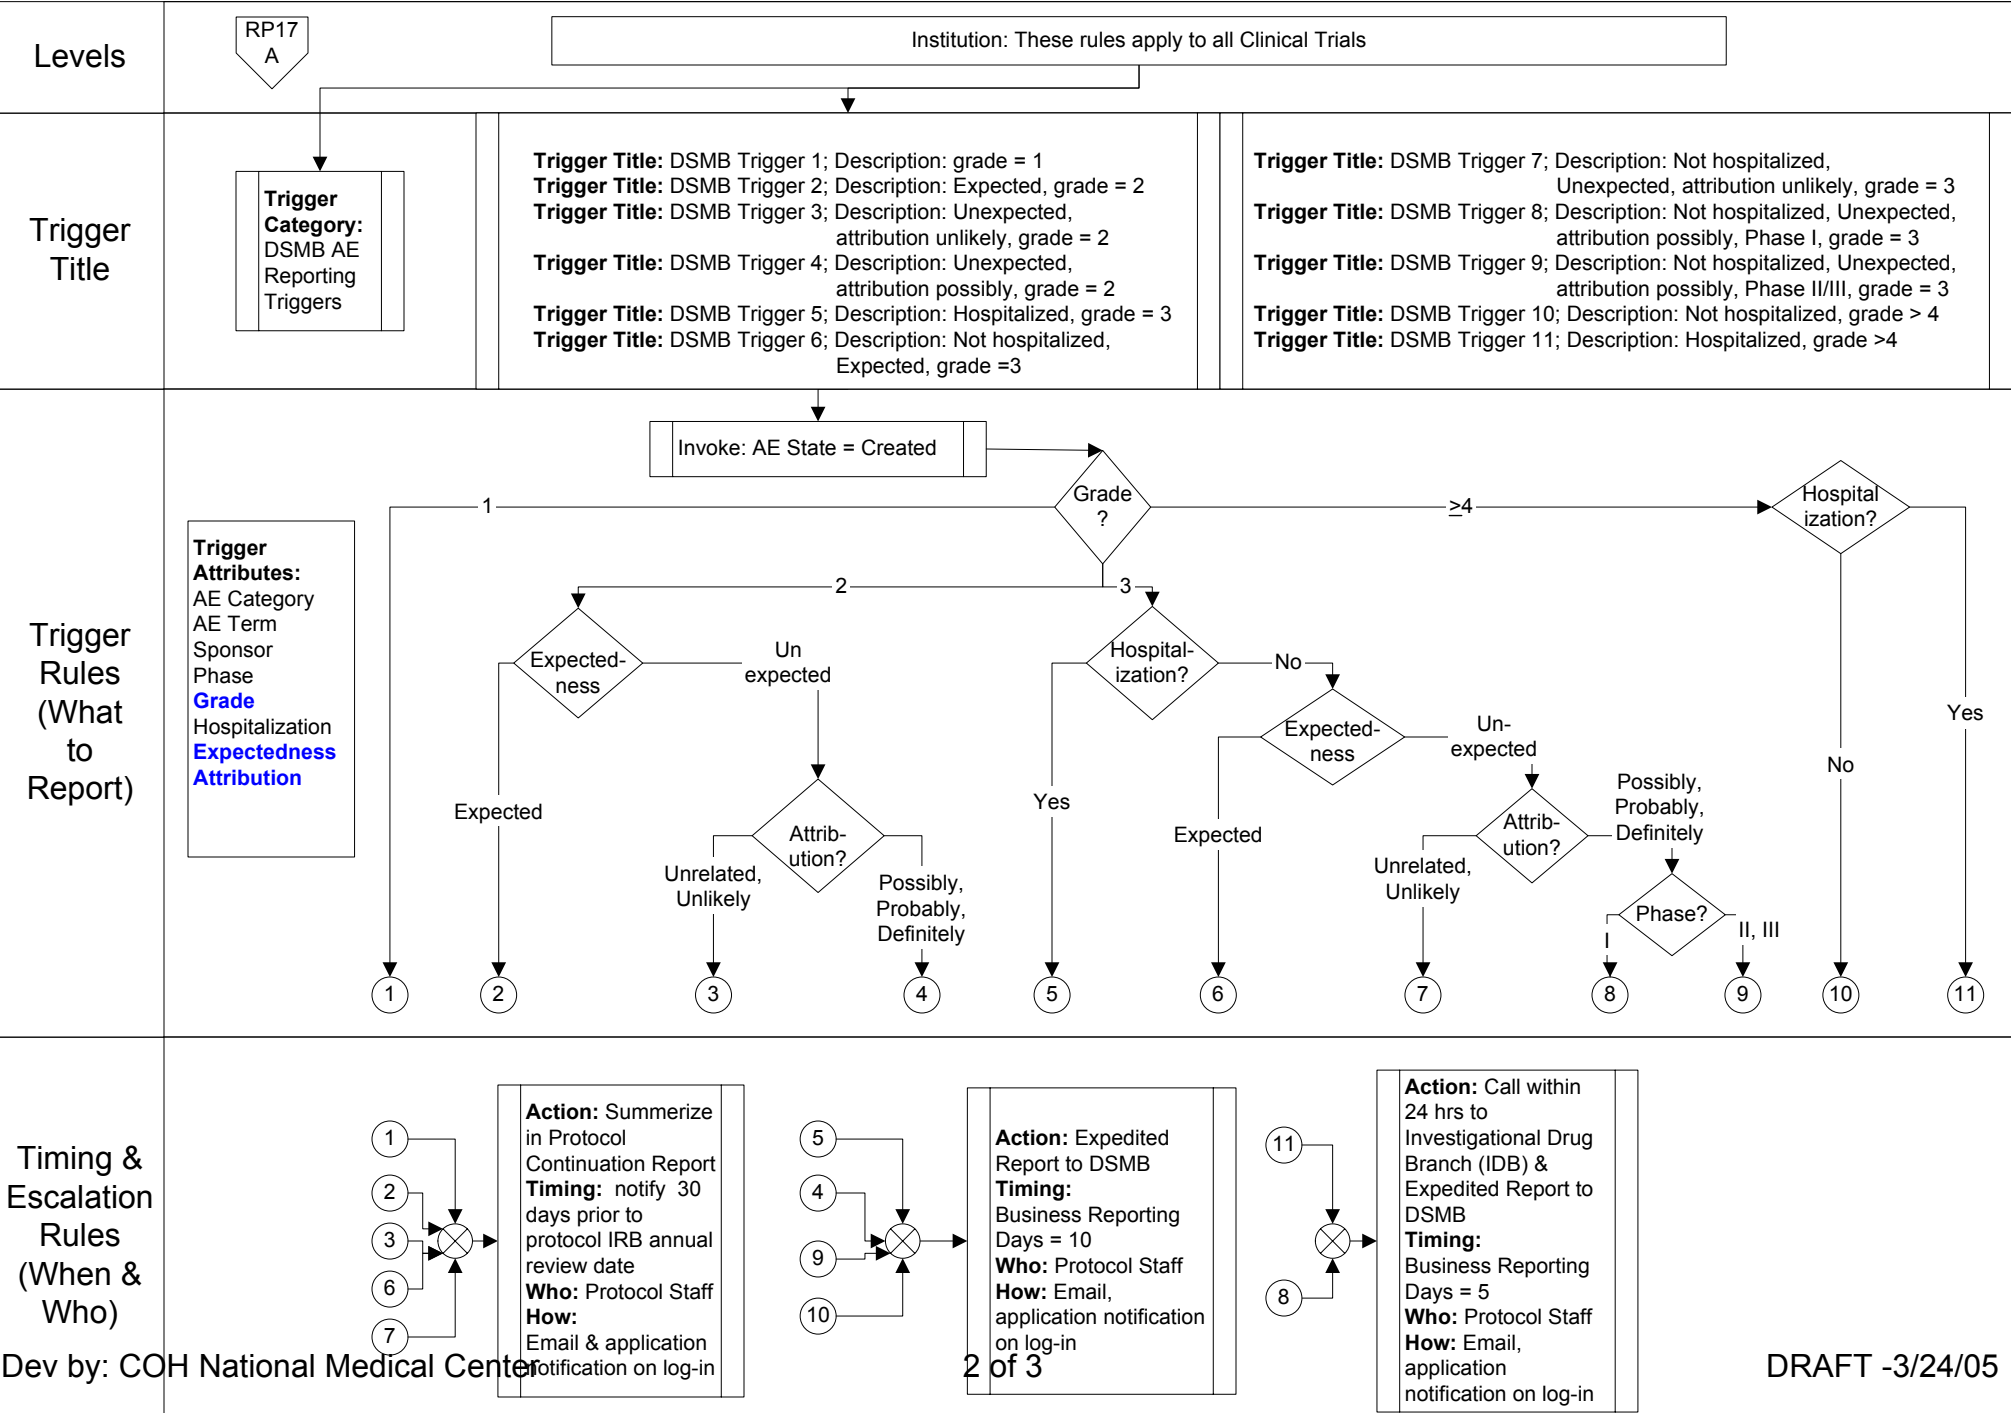 Levels
RP17
A
Institution: These rules apply to all Clinical Trials
Trigger
Title
Trigger
Category:
DSMB AE
Reporting
Triggers
Trigger Title: DSMB Trigger 1; Description: grade = 1
Trigger Title: DSMB Trigger 2; Description: Expected, grade = 2
Trigger Title: DSMB Trigger 3; Description: Unexpected,
attribution unlikely, grade = 2
Trigger Title: DSMB Trigger 4; Description: Unexpected,
attribution possibly, grade = 2
Trigger Title: DSMB Trigger 5; Description: Hospitalized, grade = 3
Trigger Title: DSMB Trigger 6; Description: Not hospitalized,
Expected, grade =3
Trigger Title: DSMB Trigger 7; Description: Not hospitalized,
Unexpected, attribution unlikely, grade = 3
Trigger Title: DSMB Trigger 8; Description: Not hospitalized, Unexpected,
attribution possibly, Phase I, grade = 3
Trigger Title: DSMB Trigger 9; Description: Not hospitalized, Unexpected,
attribution possibly, Phase II/III, grade = 3
Trigger Title: DSMB Trigger 10; Description: Not hospitalized, grade > 4
Trigger Title: DSMB Trigger 11; Description: Hospitalized, grade >4
Trigger
Rules
(What
to
Report)
Invoke: AE State = Created
Grade
?
1
≥4
Hospital
ization?
Trigger
Attributes:
AE Category
AE Term
Sponsor
Phase
Grade
Hospitalization
Expectedness
Attribution
2
3
Expected-
ness
Un
expected
Hospital-
ization?
No
Expected-
ness
Un-
expected
Yes
No
Expected
Attrib-
ution?
Yes
Expected
Attrib-
ution?
Possibly,
Probably,
Definitely
Unrelated,
Unlikely
Possibly,
Probably,
Definitely
Unrelated,
Unlikely
Phase?
I
II, III
1
2
3
4
5
6
7
8
9
10
11
Timing &
Escalation
Rules
(When &
Who)
1
2
3
6
7
Action: Summerize
in Protocol
Continuation Report
Timing: notify 30
days prior to
protocol IRB annual
review date
Who: Protocol Staff
How:
Email & application
notification on log-in
5
4
9
10
Action: Expedited
Report to DSMB
Timing:
Business Reporting
Days = 10
Who: Protocol Staff
How: Email,
application notification
on log-in
11
8
Action: Call within
24 hrs to
Investigational Drug
Branch (IDB) &
Expedited Report to
DSMB
Timing:
Business Reporting
Days = 5
Who: Protocol Staff
How: Email,
application
notification on log-in
Dev by: COH National Medical Center
2 of 3
DRAFT -3/24/05